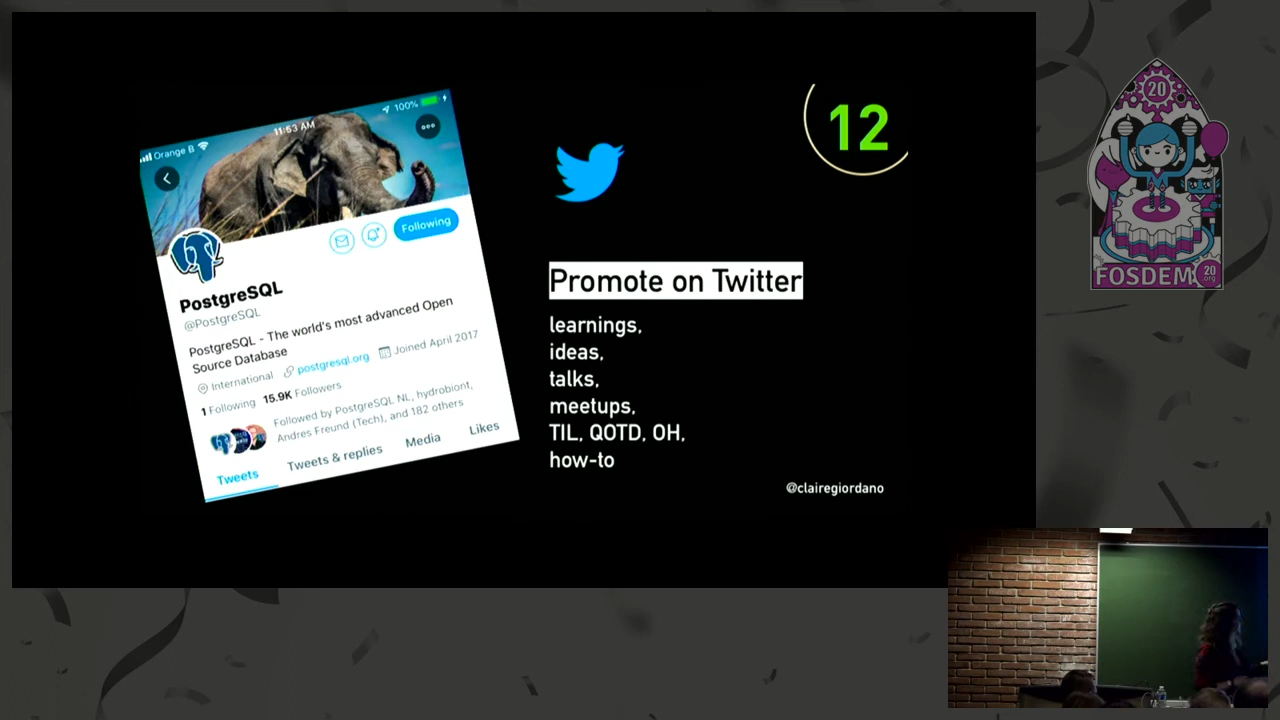 Orange B
11:53 AM
100%
Following
PostgreSQL
@PostgreSQL
PostgreSQL - The world's most advanced Open
Source Database
International
postgresql.org
Joined April 2017
1 Following 15.9K Followers
Followed by PostgreSQL NL, hydrobiont,
Andres Freund (Tech), and 182 others
Tweets
Tweets & replies
Media
Likes
12
Promote on Twitter
learnings,
ideas,
talks,
meetups,
TIL, QOTD, OH,
how-to
@clairegiordano
20
FOSDEM
20
.org